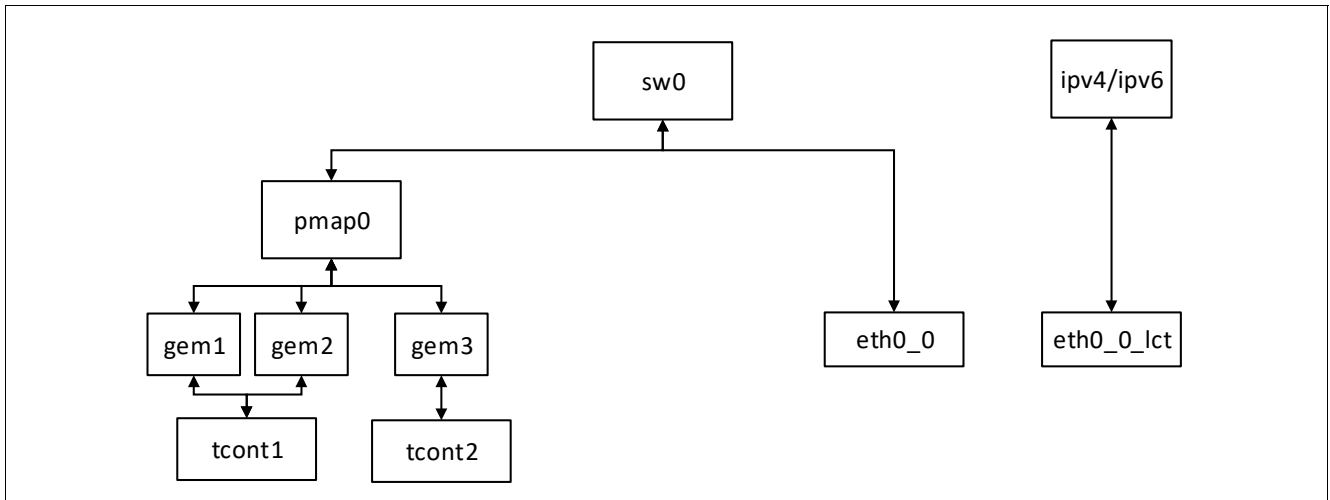 sw0
ipv4/ipv6
pmap0
gem1
gem2
gem3
eth0_0
eth0_0_lct
tcont1
tcont2